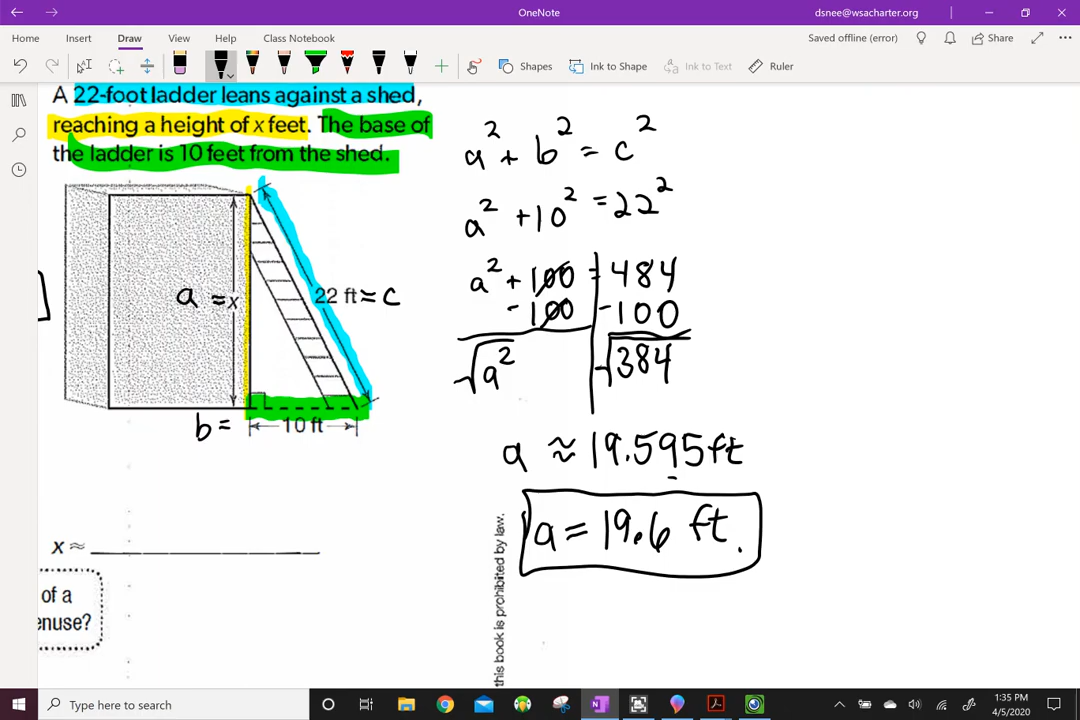 OneNote
dsnee@wsacharter.org
Home Insert Draw View Help Class Notebook
Saved offline (error) Share
Shapes Ink to Shape Ink to Text Ruler
A 22-foot ladder leans against a shed,
reaching a height of x feet. The base of
the ladder is 10 feet from the shed.
a = x
22 ft = c
b = 10 ft
x ≈
of a
enuse?
a² + b² = c²
a² + 10² = 22²
a² + 100 = 484
- 100 - 100
√a² √384
a ≈ 19.595ft
a = 19.6 ft.
this book is prohibited by law.
Type here to search
1:35 PM
4/5/2020